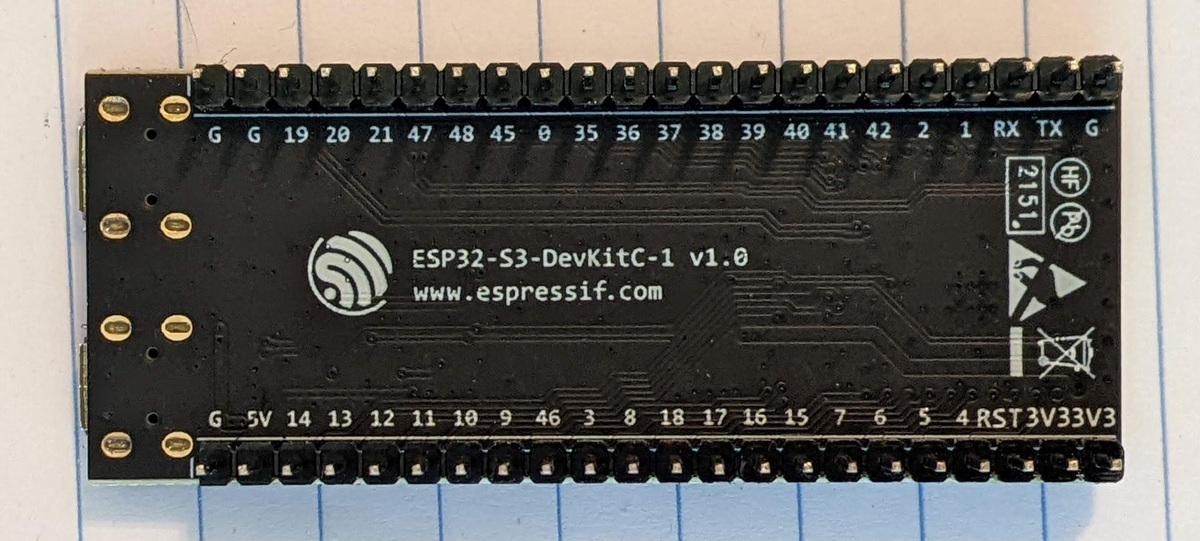 G G 19 20 21 47 48 45 0 35 36 37 38 39 40 41 42 2 1 RX TX G
HF
2151.
Pb
ESP32-S3-DevKitC-1 v1.0
www.espressif.com
G 5V 14 13 12 11 10 9 46 3 8 18 17 16 15 7 6 5 4 RST 3V3 3V3